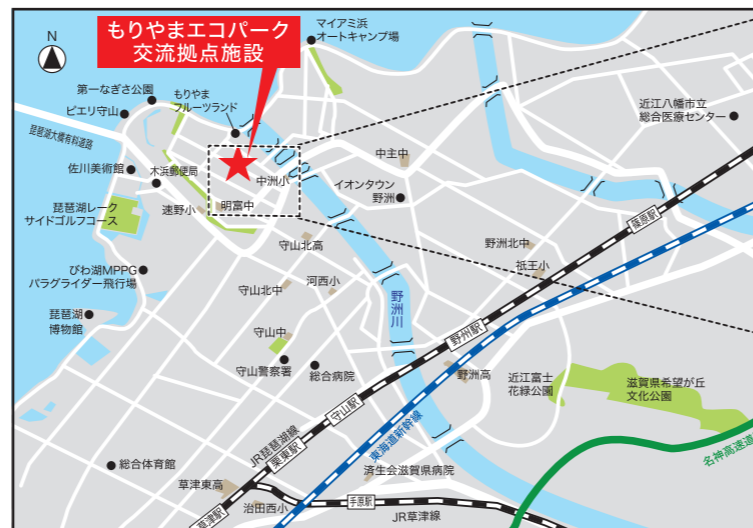 もりやまエコパーク
交流拠点施設
マイアミ浜
オートキャンプ場
N
第一なぎさ公園
ピエリ守山
もりやま
フルーツランド
琵琶湖大橋有料道路
近江八幡市立
総合医療センター
佐川美術館
木浜郵便局
中洲小
中主中
イオンタウン
野洲
琵琶湖レーク
サイドゴルフコース
速野小
明富中
篠原駅
守山北高
野洲北中
祇王小
びわ湖MPPG
パラグライダー飛行場
守山北中
河西小
野洲川
琵琶湖
博物館
守山中
野州駅
守山警察署
総合病院
野洲高
近江富士
花緑公園
滋賀県希望が丘
文化公園
守山駅
JR琵琶湖線
栗東駅
東海道新幹線
名神高速道
総合体育館
済生会滋賀県病院
草津東高
草津駅
治田西小
手原駅
JR草津線